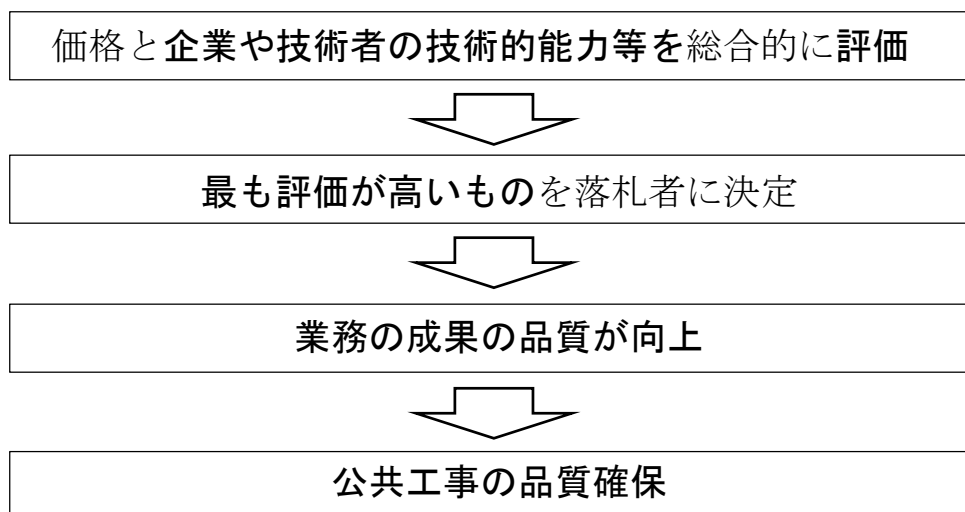 価格と企業や技術者の技術的能力等を総合的に評価
最も評価が高いものを落札者に決定
業務の成果の品質が向上
公共工事の品質確保